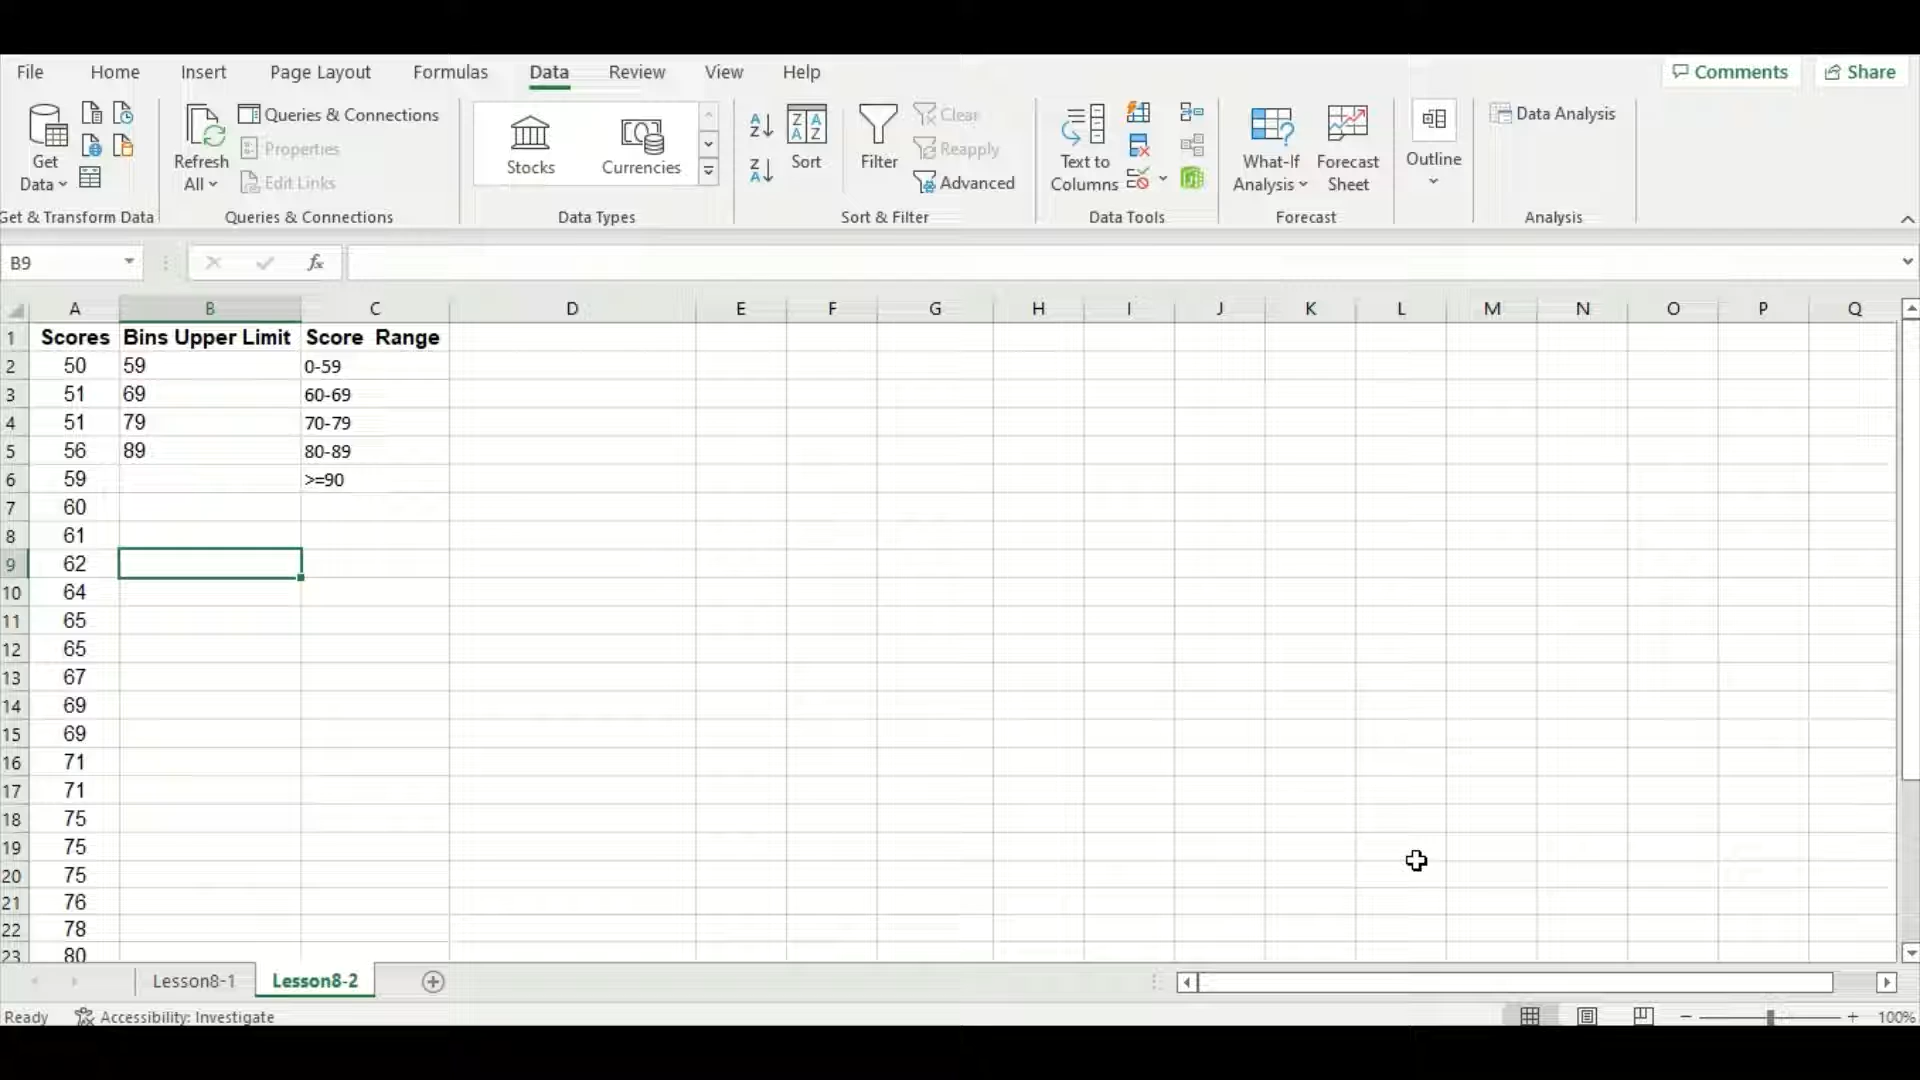 File Home Insert Page Layout Formulas Data Review View Help Comments Share
Get Data Refresh All Queries & Connections Properties Edit Links Stocks Currencies Sort Filter Clear Reapply Advanced Text to Columns What-If Analysis Forecast Sheet Outline Data Analysis
Get & Transform Data Queries & Connections Data Types Sort & Filter Data Tools Forecast Analysis
B9 fx
A B C D E F G H I J K L M N O P Q
1 Scores Bins Upper Limit Score Range
2 50 59 0-59
3 51 69 60-69
4 51 79 70-79
5 56 89 80-89
6 59 >=90
7 60
8 61
9 62
10 64
11 65
12 65
13 67
14 69
15 69
16 71
17 71
18 75
19 75
20 75
21 76
22 78
23 80
Lesson8-1 Lesson8-2
Ready Accessibility: Investigate 100%